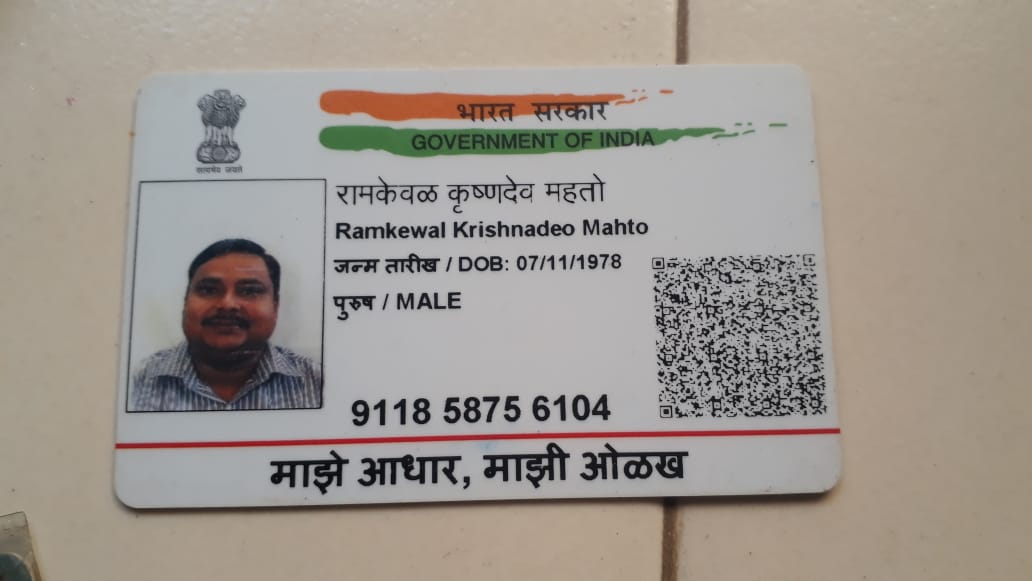 भारत सरकार
GOVERNMENT OF INDIA
सत्यमेव जयते
रामकेवळ कृष्णदेव महतो
Ramkewal Krishnadeo Mahto
जन्म तारीख / DOB: 07/11/1978
पुरुष / MALE
9118 5875 6104
माझे आधार, माझी ओळख